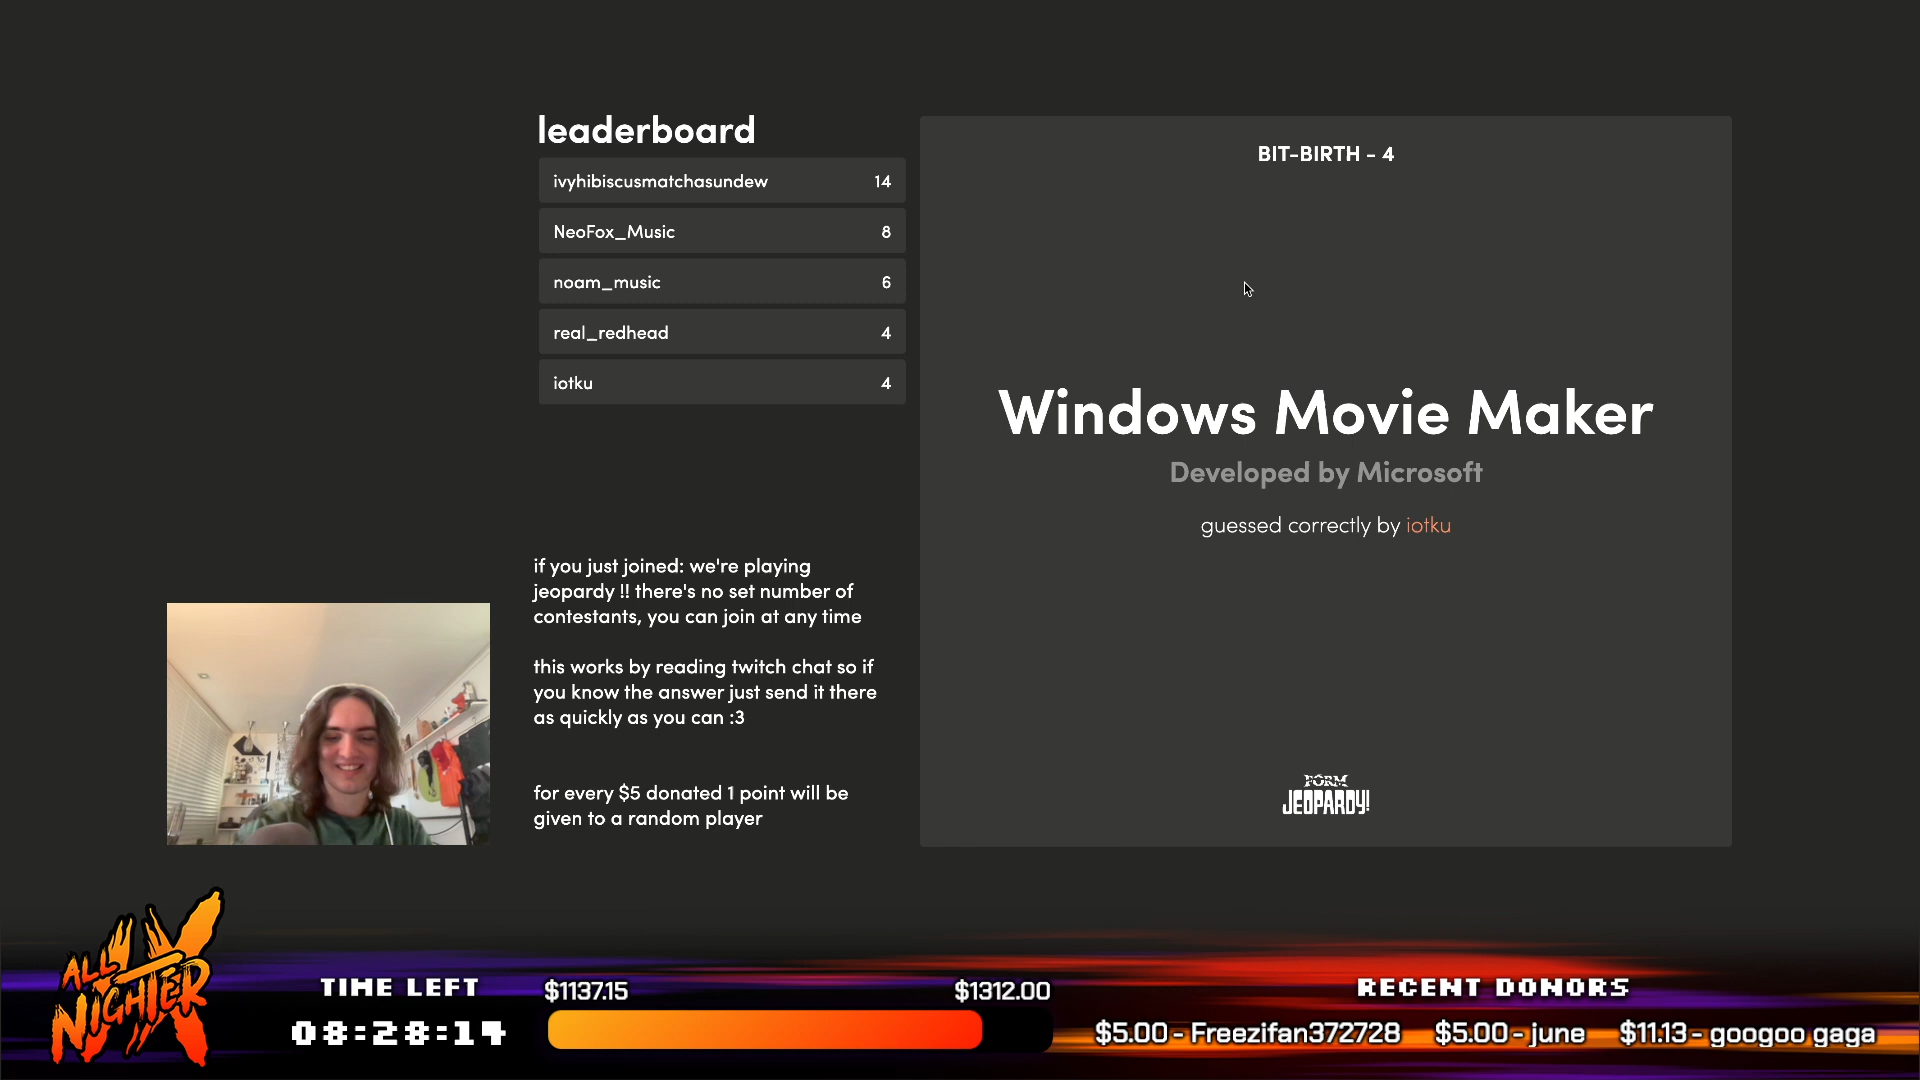 leaderboard
ivyhibiscusmatchasundew 14
NeoFox_Music 8
noam_music 6
real_redhead 4
iotku 4
BIT-BIRTH - 4
Windows Movie Maker
Developed by Microsoft
guessed correctly by iotku
FORM
JEOPARDY!
if you just joined: we're playing
jeopardy !! there's no set number of
contestants, you can join at any time
this works by reading twitch chat so if
you know the answer just send it there
as quickly as you can :3
for every $5 donated 1 point will be
given to a random player
ALL
NIGHTER
X
TIME LEFT
08:28:14
$1137.15
$1312.00
RECENT DONORS
$5.00 - Freezifan372728 $5.00 - june $11.13 - googoo gaga